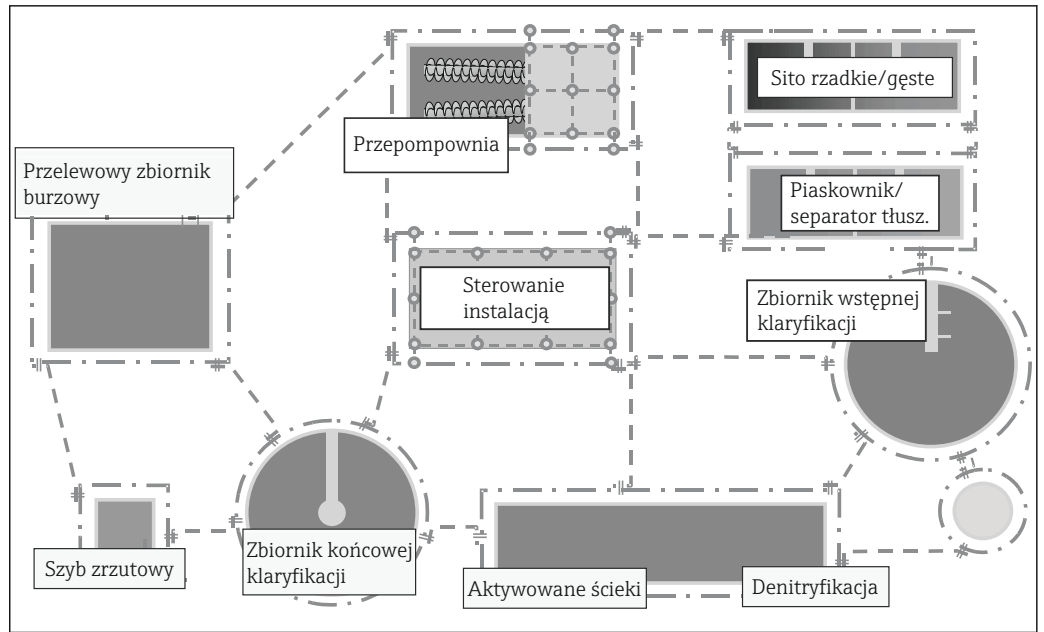 Sito rzadkie/gęste
Przepompownia
Przelewowy zbiornik
burzowy
Piaskownik/
separator tłusz.
Sterowanie
instalacją
Zbiornik wstępnej
klaryfikacji
Szyb zrzutowy
Zbiornik końcowej
klaryfikacji
Aktywowane ścieki
Denitryfikacja